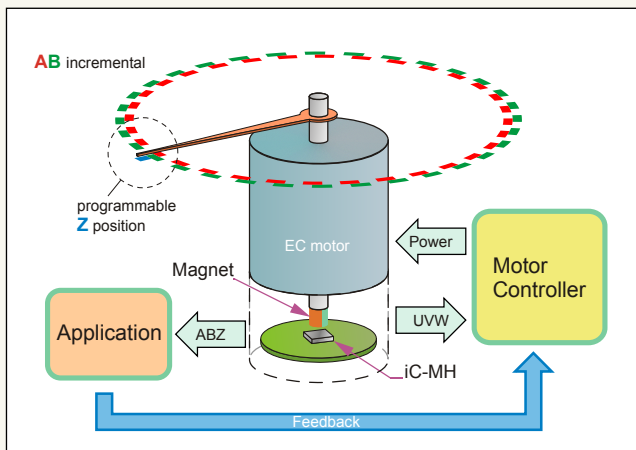 AB incremental
programmable
Z position
EC motor
Power
Motor
Controller
Magnet
Application
ABZ
UVW
iC-MH
Feedback